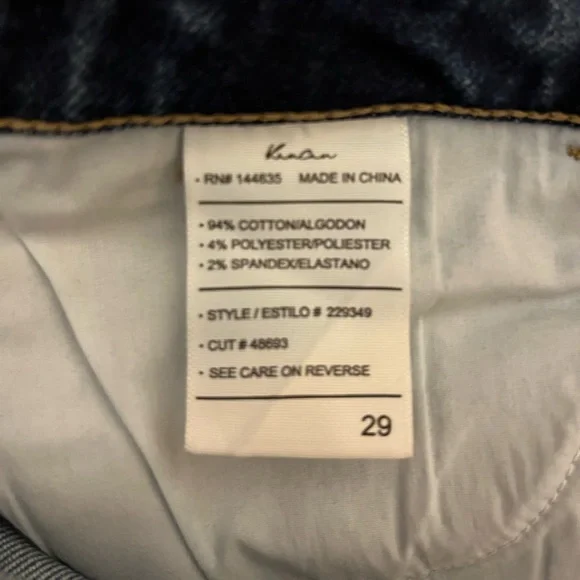 KanCan
• RN# 144635 MADE IN CHINA
• 94% COTTON/ALGODON
• 4% POLYESTER/POLIESTER
• 2% SPANDEX/ELASTANO
• STYLE / ESTILO # 229349
• CUT # 48693
• SEE CARE ON REVERSE
29